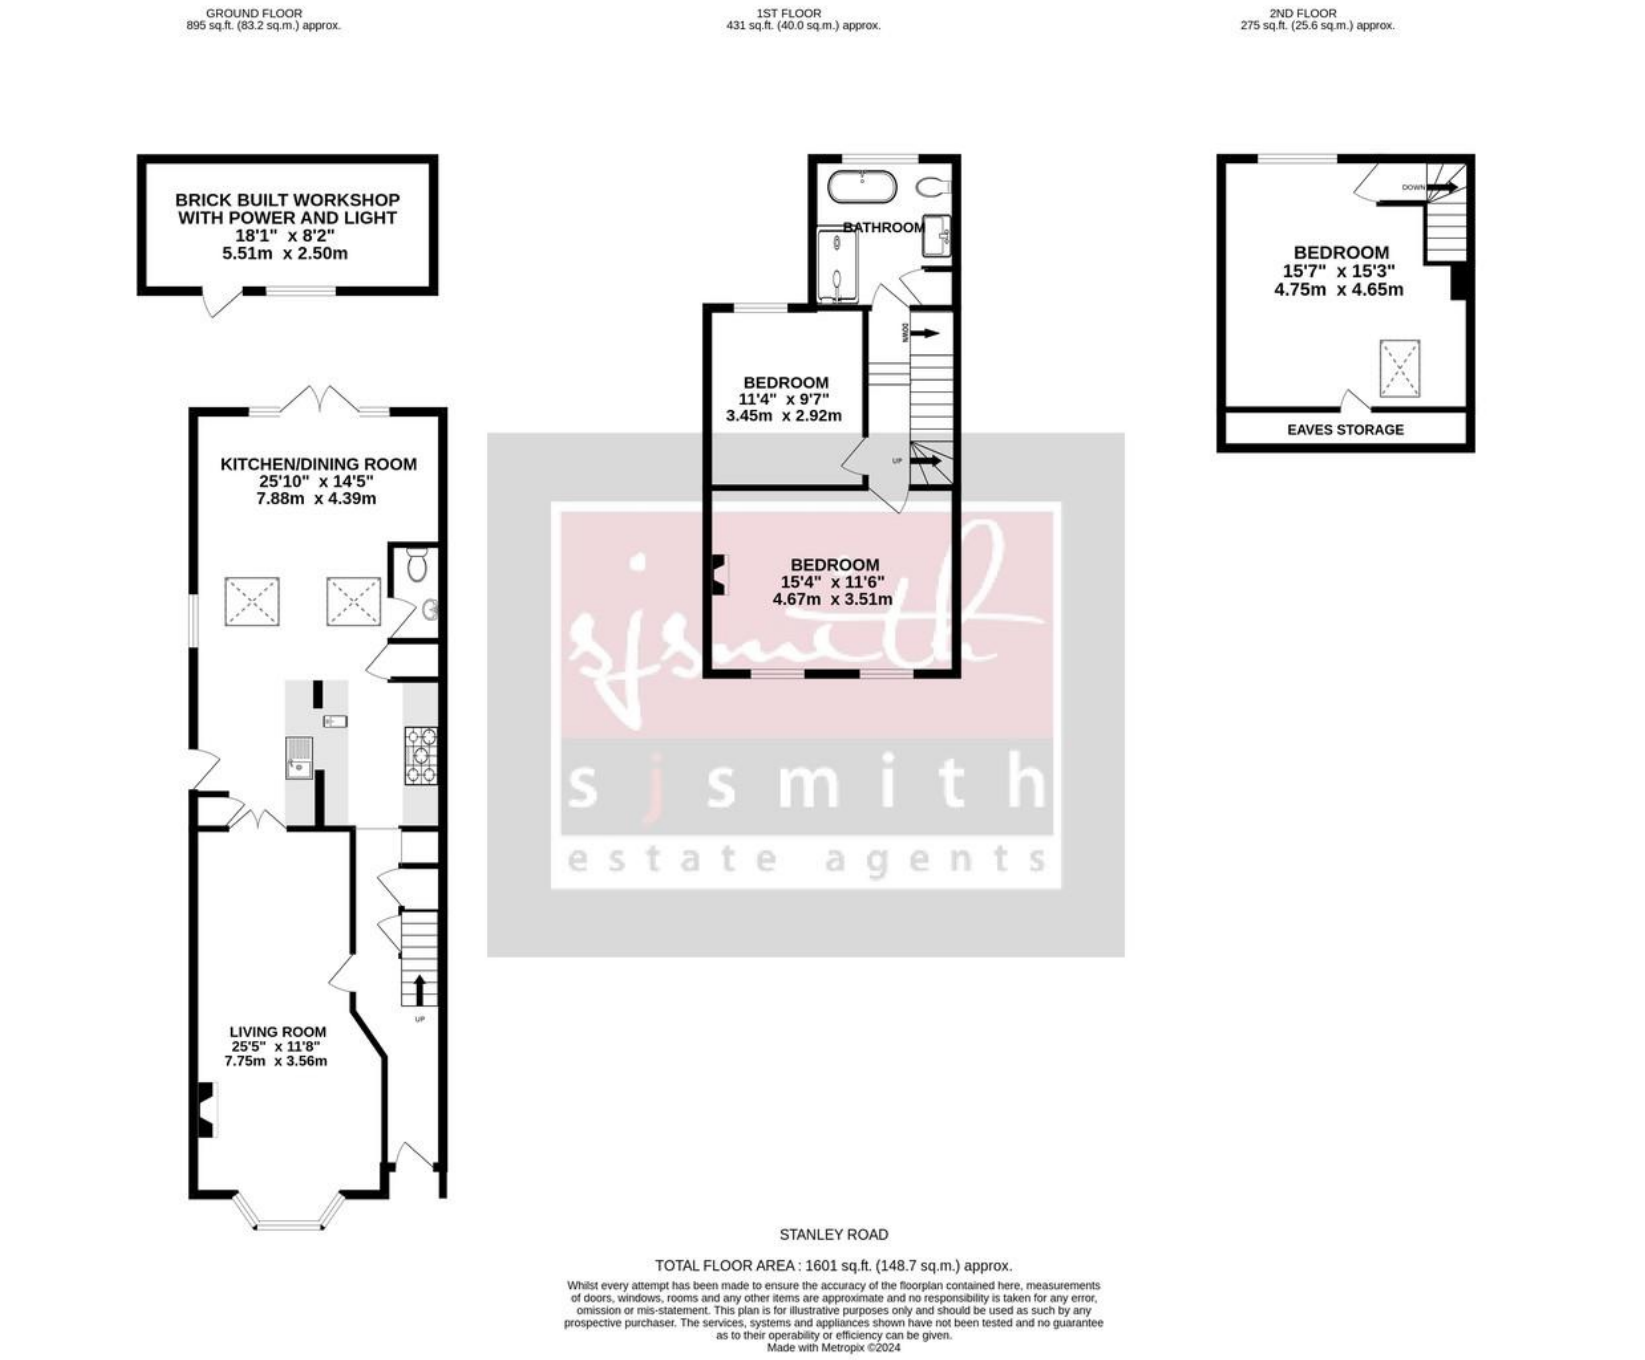 GROUND FLOOR
895 sq.ft. (83.2 sq.m.) approx.
1ST FLOOR
431 sq.ft. (40.0 sq.m.) approx.
2ND FLOOR
275 sq.ft. (25.6 sq.m.) approx.
BRICK BUILT WORKSHOP
WITH POWER AND LIGHT
18'1" x 8'2"
5.51m x 2.50m
KITCHEN/DINING ROOM
25'10" x 14'5"
7.88m x 4.39m
LIVING ROOM
25'5" x 11'8"
7.75m x 3.56m
UP
BATHROOM
DOWN
BEDROOM
11'4" x 9'7"
3.45m x 2.92m
UP
BEDROOM
15'4" x 11'6"
4.67m x 3.51m
DOWN
BEDROOM
15'7" x 15'3"
4.75m x 4.65m
EAVES STORAGE
sjsmith
sjsmith
estate agents
STANLEY ROAD
TOTAL FLOOR AREA : 1601 sq.ft. (148.7 sq.m.) approx.
Whilst every attempt has been made to ensure the accuracy of the floorplan contained here, measurements
of doors, windows, rooms and any other items are approximate and no responsibility is taken for any error,
omission or mis-statement. This plan is for illustrative purposes only and should be used as such by any
prospective purchaser. The services, systems and appliances shown have not been tested and no guarantee
as to their operability or efficiency can be given.
Made with Metropix ©2024